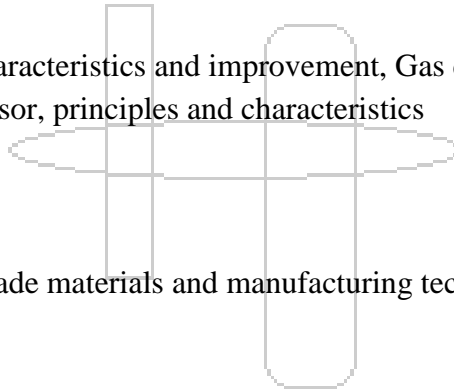 aracteristics and improvement, Gas
sor, principles and characteristics
ade materials and manufacturing tec